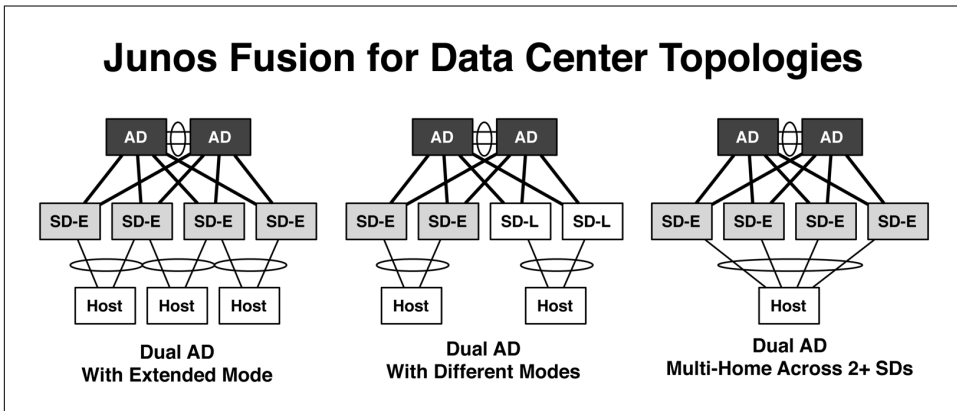 Junos Fusion for Data Center Topologies
AD AD
SD-E SD-E SD-E SD-E
Host Host Host
Dual AD
With Extended Mode
AD AD
SD-E SD-E SD-L SD-L
Host Host
Dual AD
With Different Modes
AD AD
SD-E SD-E SD-E SD-E
Host
Dual AD
Multi-Home Across 2+ SDs